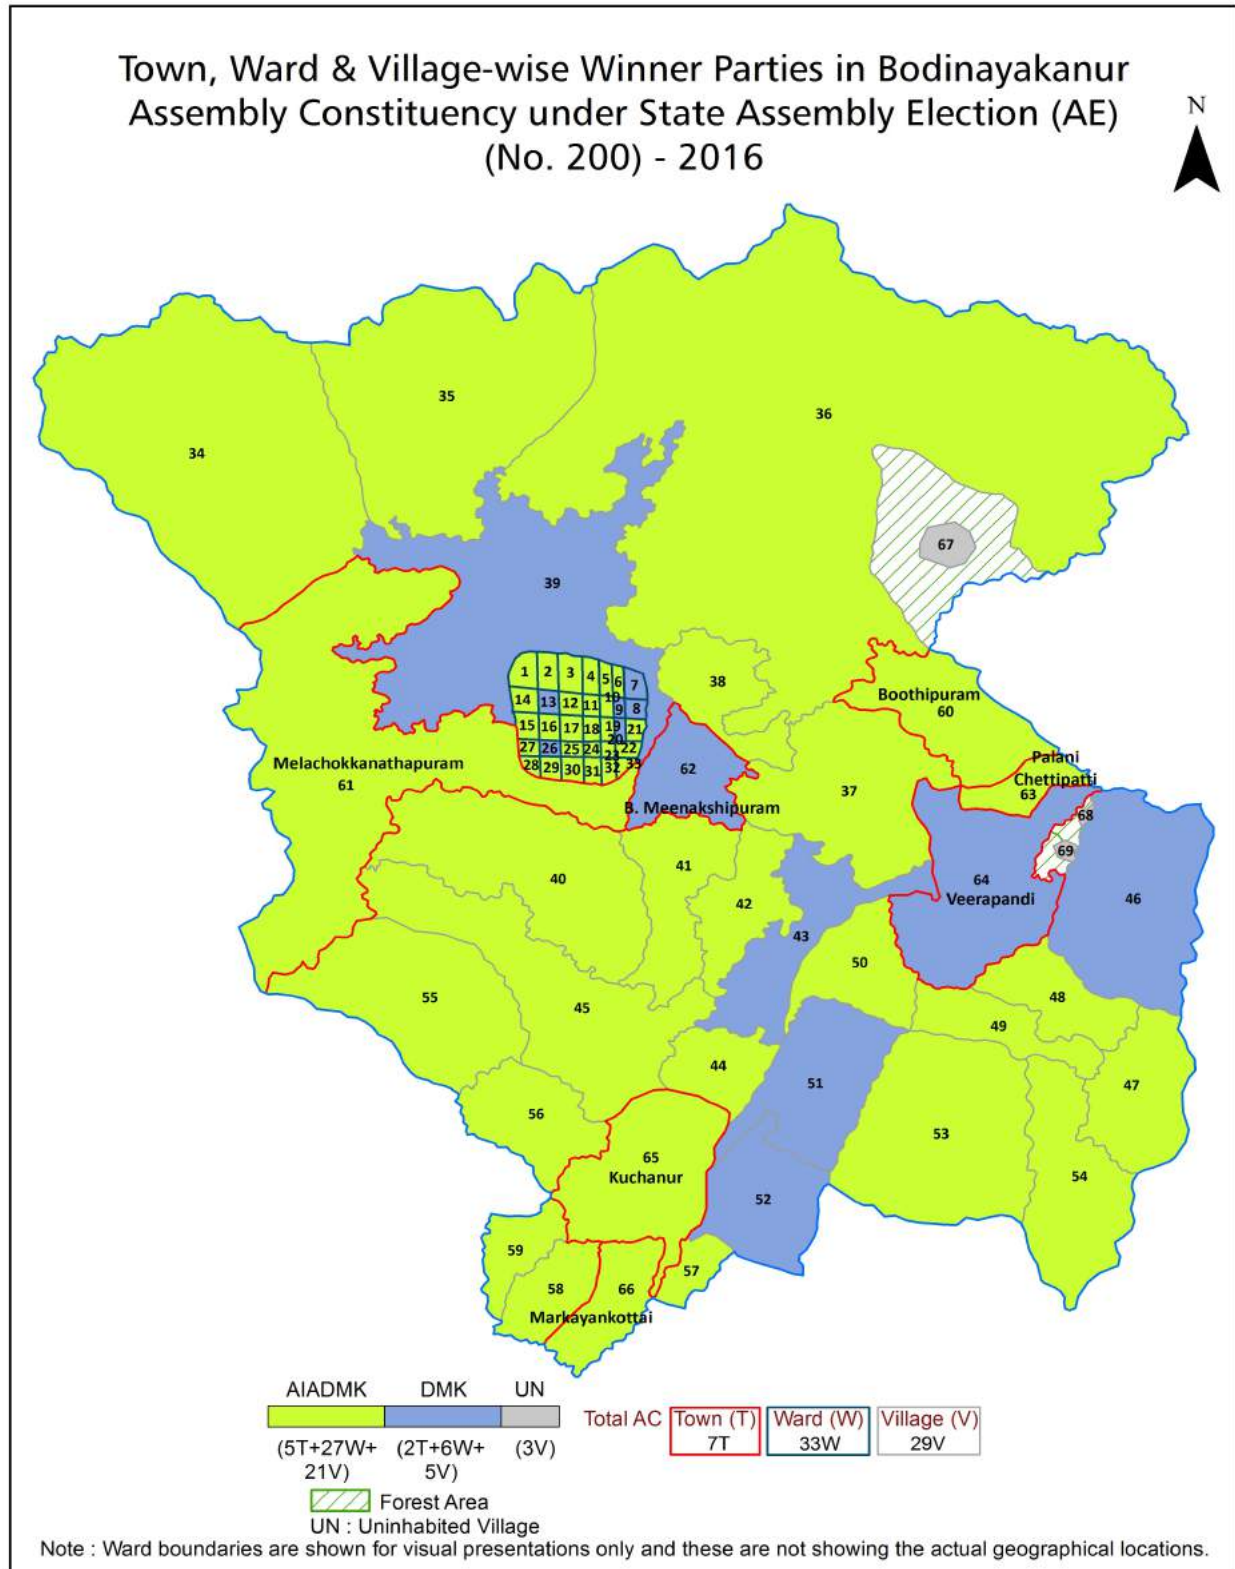 Town, Ward & Village-wise Winner Parties in Bodinayakanur
Assembly Constituency under State Assembly Election (AE)
(No. 200) - 2016
N
35
36
34
67
39
1 2 3 4 5 6 7
38
10
14 13 12 11 9 8
Boothipuram
60
15 16 17 18 19 21
20
27 26 25 24 23 22
28 29 30 31 32 33
Palani
Chettipatti
63
Melachokkanathapuram
61
62
B. Meenakshipuram
37
68
69
41
40
64
Veerapandi
46
42
43
50
55
45
48
49
44
51
47
56
53
65
Kuchanur
54
52
59
57
58
66
Markayankottai
AIADMK DMK UN
(5T+27W+
21V)
(2T+6W+
5V)
(3V)
Total AC
Town (T)
7T
Ward (W)
33W
Village (V)
29V
Forest Area
UN : Uninhabited Village
Note : Ward boundaries are shown for visual presentations only and these are not showing the actual geographical locations.